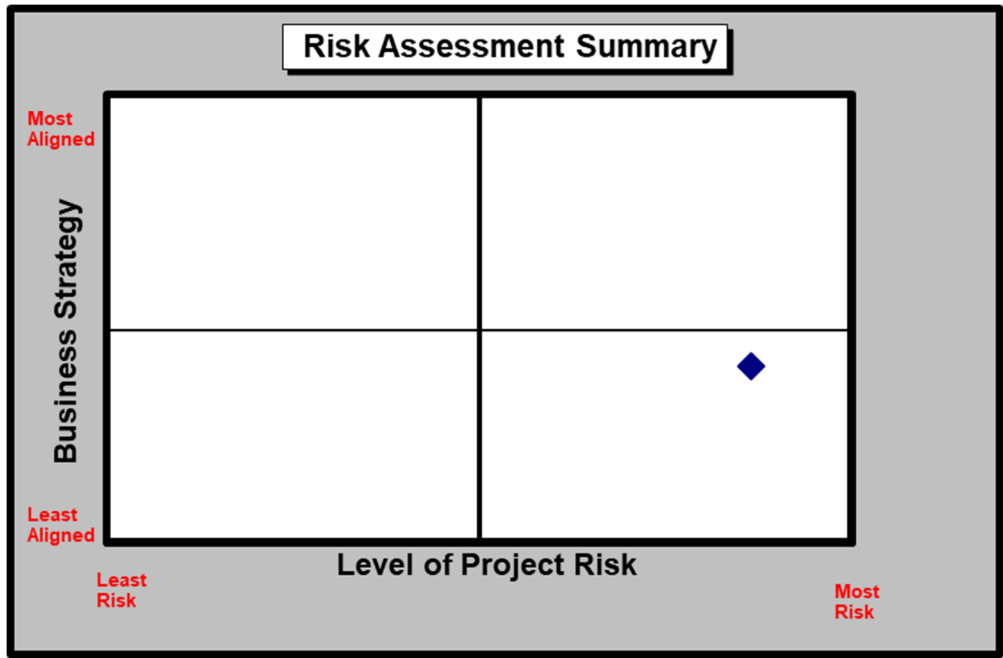 Risk Assessment Summary
Most
Aligned
Business Strategy
Least
Aligned
Level of Project Risk
Least
Risk
Most
Risk